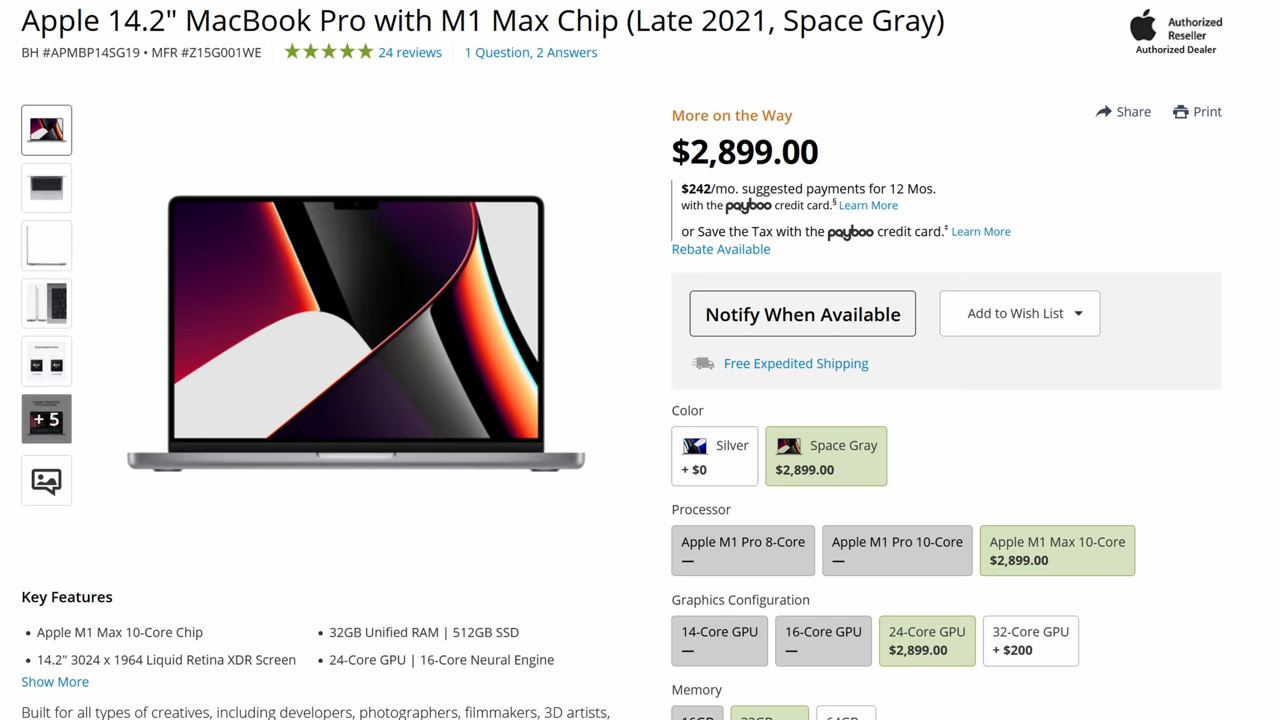 Apple 14.2" MacBook Pro with M1 Max Chip (Late 2021, Space Gray)
BH #APMBP14SG19 • MFR #Z15G001WE
24 reviews
1 Question, 2 Answers
Authorized
Reseller
Authorized Dealer
More on the Way
Share
Print
$2,899.00
$242/mo. suggested payments for 12 Mos.
with the payboo credit card.§ Learn More
or Save the Tax with the payboo credit card.‡ Learn More
Rebate Available
Notify When Available
Add to Wish List
Free Expedited Shipping
+ 5
Color
Silver
+ $0
Space Gray
$2,899.00
Processor
Apple M1 Pro 8-Core
—
Apple M1 Pro 10-Core
—
Apple M1 Max 10-Core
$2,899.00
Graphics Configuration
14-Core GPU
—
16-Core GPU
—
24-Core GPU
$2,899.00
32-Core GPU
+ $200
Memory
Key Features
• Apple M1 Max 10-Core Chip
• 32GB Unified RAM | 512GB SSD
• 14.2" 3024 x 1964 Liquid Retina XDR Screen
• 24-Core GPU | 16-Core Neural Engine
Show More
Built for all types of creatives, including developers, photographers, filmmakers, 3D artists,